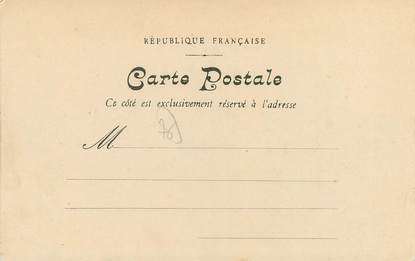 RÉPUBLIQUE FRANÇAISE
Carte Postale
Ce côté est exclusivement réservé à l'adresse
M